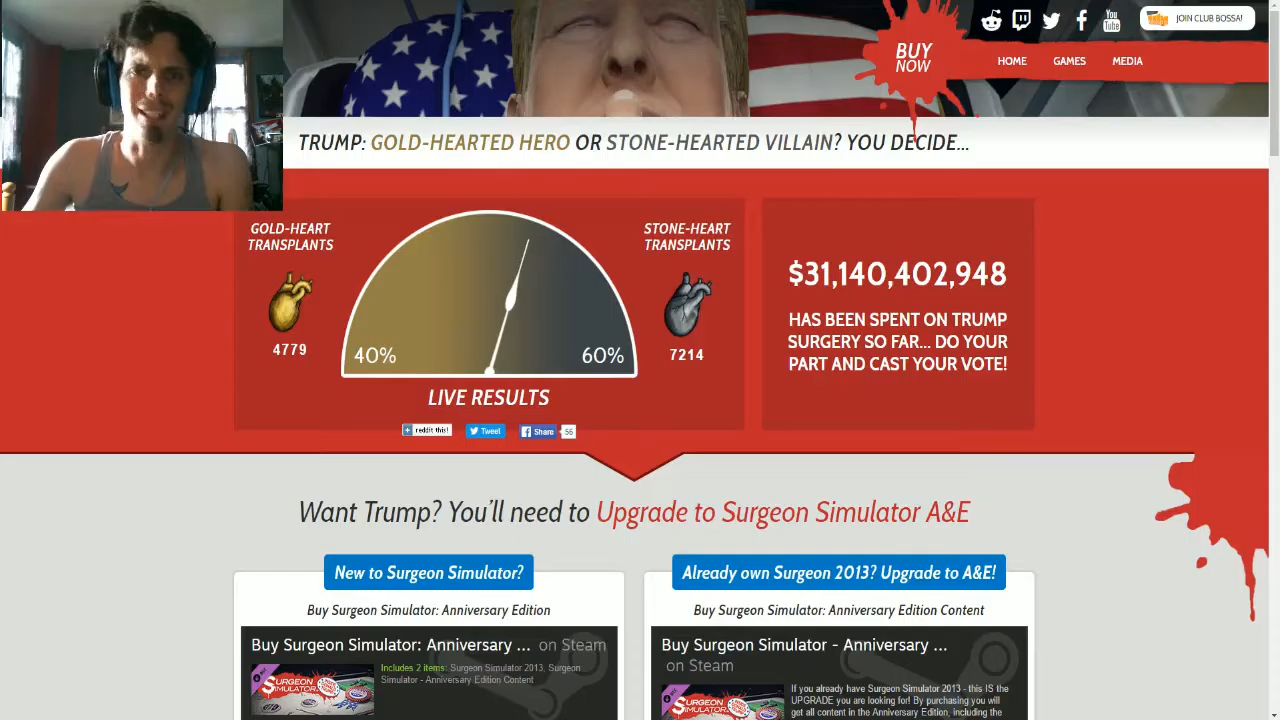 JOIN CLUB BOSSA!
You
Tube
BUY
NOW
HOME
GAMES
MEDIA
TRUMP: GOLD-HEARTED HERO OR STONE-HEARTED VILLAIN? YOU DECIDE...
GOLD-HEART
TRANSPLANTS
4779
40%
60%
STONE-HEART
TRANSPLANTS
7214
LIVE RESULTS
reddit this!
Tweet
Share
56
$31,140,402,948
HAS BEEN SPENT ON TRUMP
SURGERY SO FAR... DO YOUR
PART AND CAST YOUR VOTE!
Want Trump? You'll need to Upgrade to Surgeon Simulator A&E
New to Surgeon Simulator?
Buy Surgeon Simulator: Anniversary Edition
Buy Surgeon Simulator: Anniversary ... on Steam
Includes 2 items: Surgeon Simulator 2013, Surgeon
Simulator - Anniversary Edition Content
SURGEON
SIMULATOR
Already own Surgeon 2013? Upgrade to A&E!
Buy Surgeon Simulator: Anniversary Edition Content
Buy Surgeon Simulator - Anniversary ...
on Steam
If you already have Surgeon Simulator 2013 - this IS the
UPGRADE you are looking for! By purchasing you will
get all content in the Anniversary Edition, including the
SURGEON
SIMULATOR